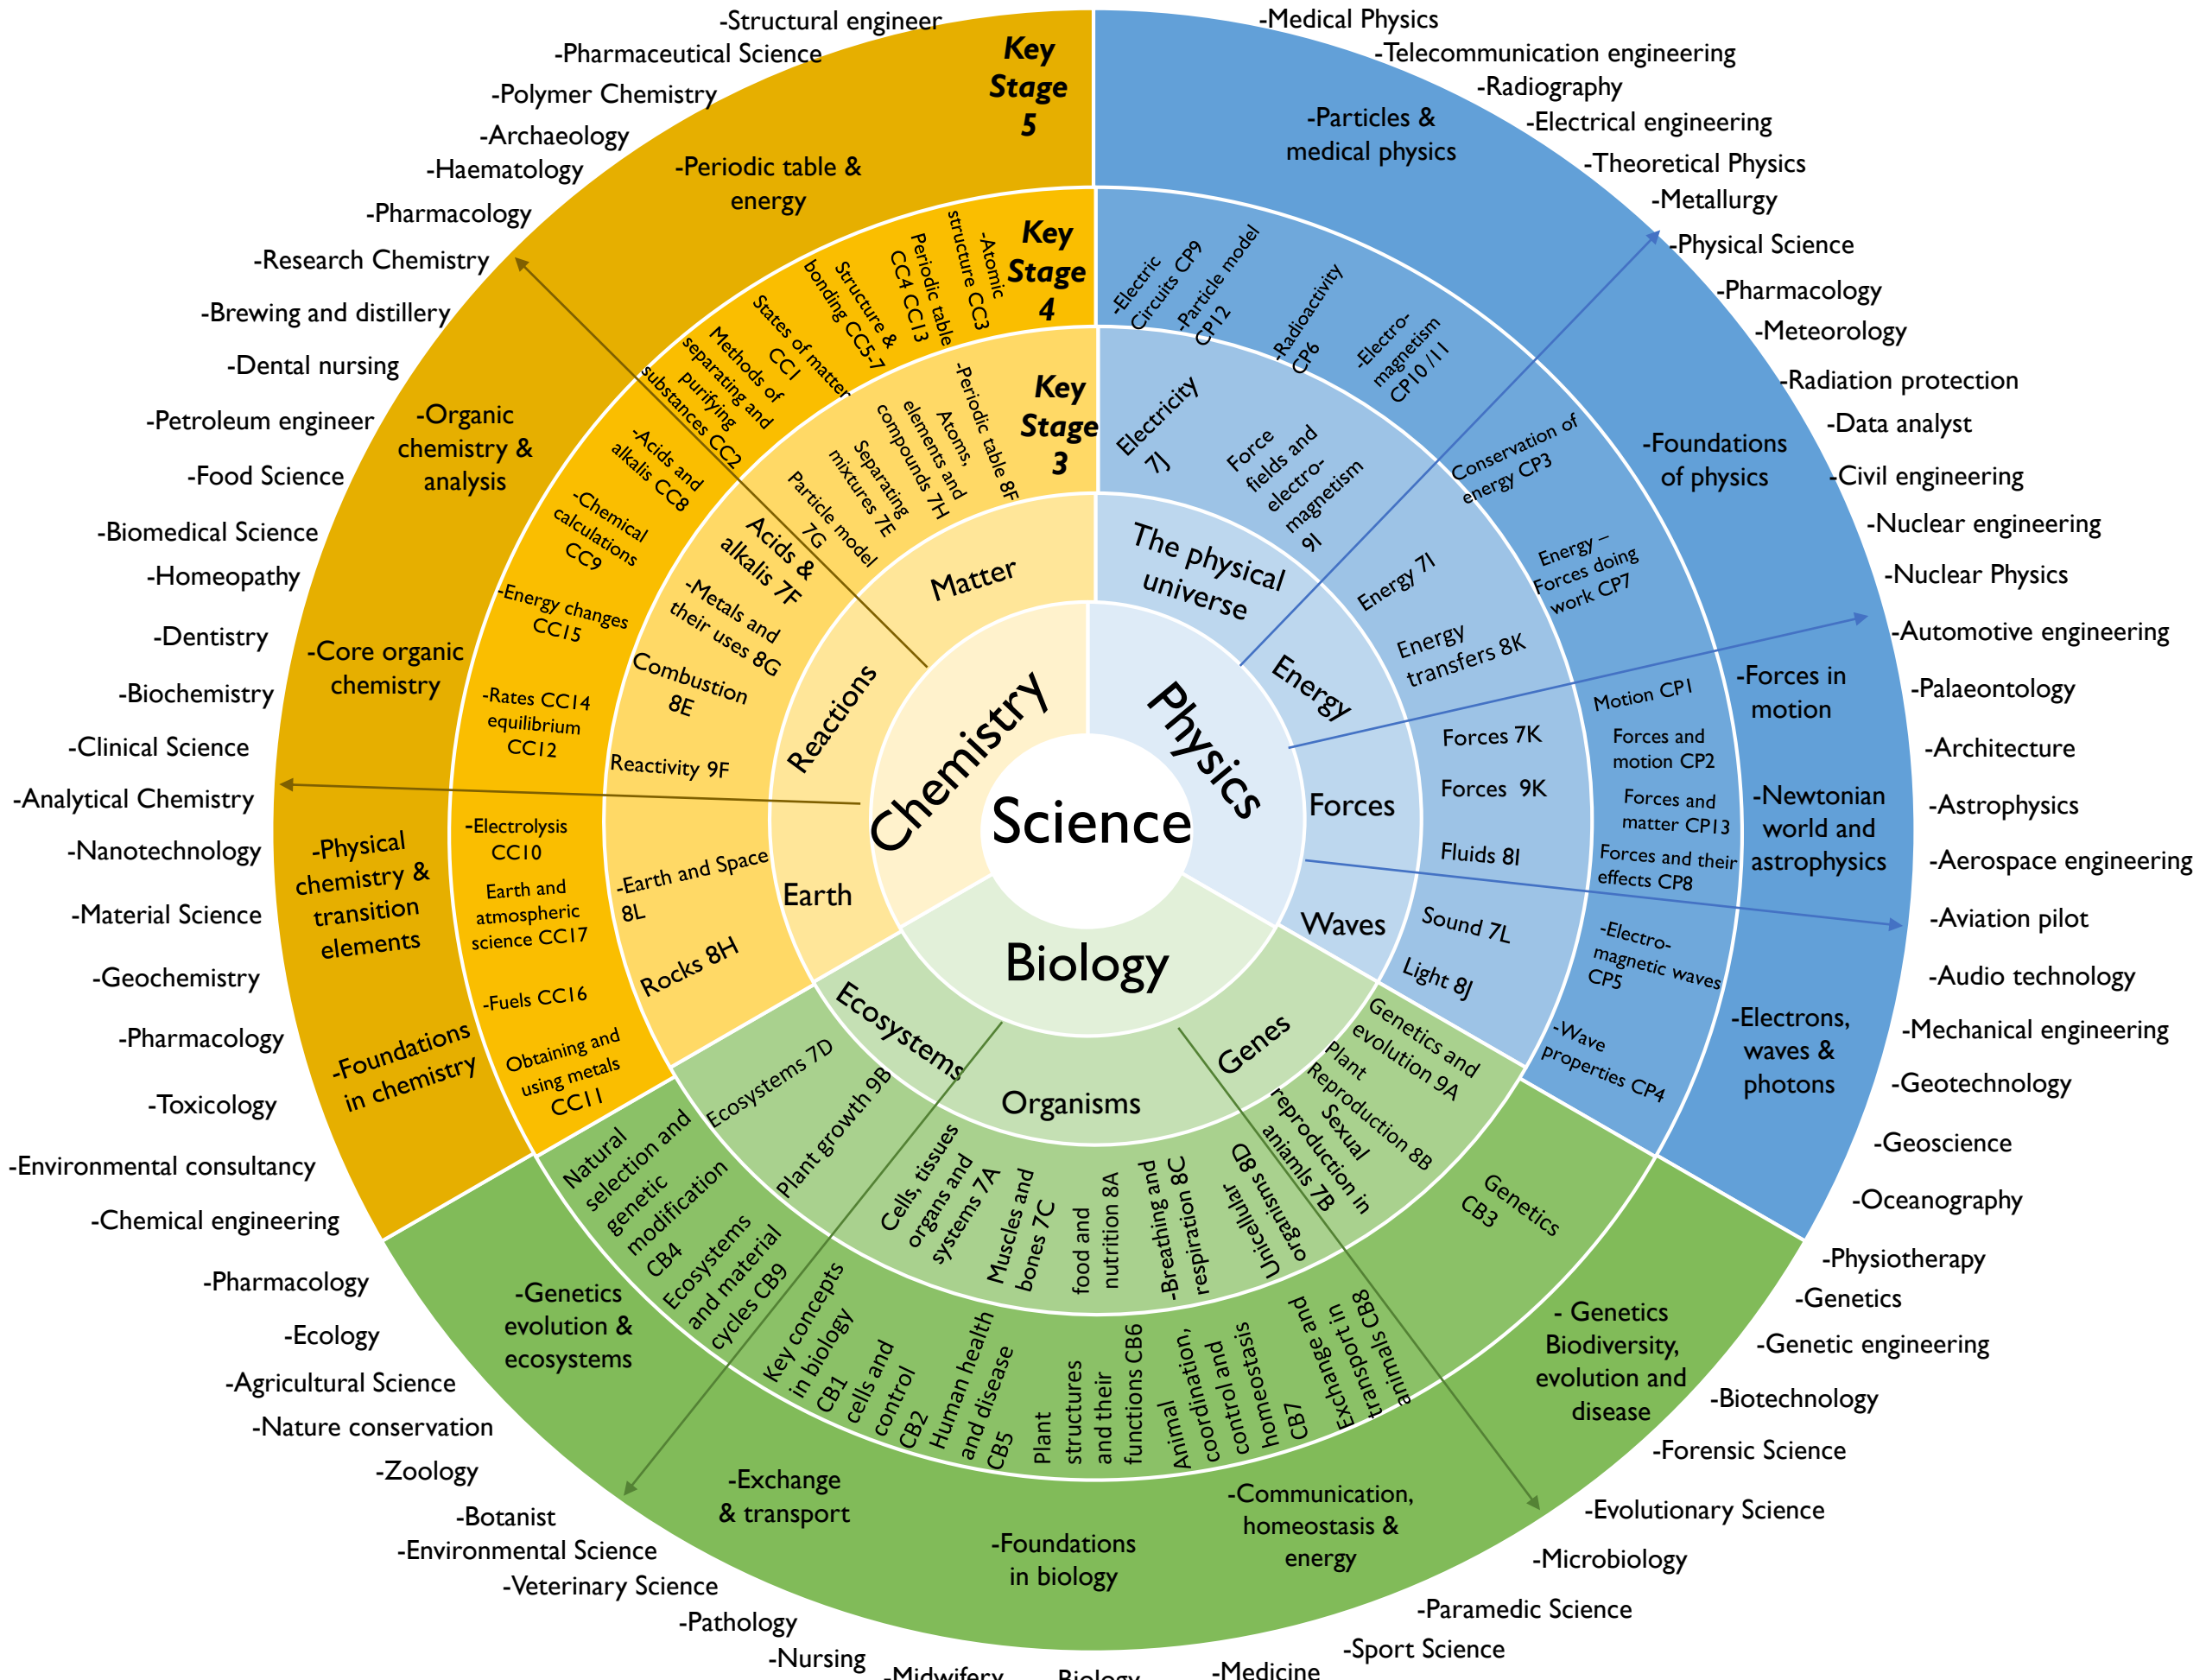 Science
Chemistry
Physics
Biology
Matter
Reactions
Earth
The physical
universe
Energy
Forces
Waves
Ecosystems
Organisms
Genes
Key
Stage
3
-Periodic table 8F
Atoms,
elements and
compounds 7H
Separating
mixtures 7E
Particle model
7G
Acids &
alkalis 7F
-Metals and
their uses 8G
Combustion
8E
Reactivity 9F
-Earth and Space
8L
Rocks 8H
Electricity
7J
Force
fields and
electro-
magnetism
9I
Energy 7I
Energy
transfers 8K
Forces 7K
Forces 9K
Fluids 8I
Sound 7L
Light 8J
Genetics and
evolution 9A
Plant
Reproduction 8B
Sexual
reproduction in
aniamls 7B
Unicellular
organisms 8D
-Breathing and
respiration 8C
food and
nutrition 8A
Muscles and
bones 7C
Cells, tissues
organs and
systems 7A
Plant growth 9B
Ecosystems 7D
Key
Stage
4
-Atomic
structure CC3
Periodic table
CC4 CC13
Structure &
bonding CC5-7
States of matter
CC1
Methods of
separating and
purifying
substances CC2
-Acids and
alkalis CC8
-Chemical
calculations
CC9
-Energy changes
CC15
-Rates CC14
equilibrium
CC12
-Electrolysis
CC10
Earth and
atmospheric
science CC17
-Fuels CC16
Obtaining and
using metals
CC11
-Electric
Circuits CP9
-Particle model
CP12
-Radioactivity
CP6
-Electro-
magnetism
CP10 /11
Conservation of
energy CP3
Energy –
Forces doing
work CP7
Motion CP1
Forces and
motion CP2
Forces and
matter CP13
Forces and their
effects CP8
-Electro-
magnetic waves
CP5
-Wave
properties CP4
Genetics
CB3
Exchange and
transport in
animals CB8
Animal
coordination,
control and
homeostasis
CB7
Plant
structures
and their
functions CB6
Human health
and disease
CB5
cells and
control
CB2
Key concepts
in biology
CB1
Ecosystems
and material
cycles CB9
Natural
selection and
genetic
modification
CB4
Key
Stage
5
-Periodic table &
energy
-Organic
chemistry &
analysis
-Core organic
chemistry
-Physical
chemistry &
transition
elements
-Foundations
in chemistry
-Particles &
medical physics
-Foundations
of physics
-Forces in
motion
-Newtonian
world and
astrophysics
-Electrons,
waves &
photons
- Genetics
Biodiversity,
evolution and
disease
-Communication,
homeostasis &
energy
-Foundations
in biology
-Exchange
& transport
-Genetics
evolution &
ecosystems
-Structural engineer
-Pharmaceutical Science
-Polymer Chemistry
-Archaeology
-Haematology
-Pharmacology
-Research Chemistry
-Brewing and distillery
-Dental nursing
-Petroleum engineer
-Food Science
-Biomedical Science
-Homeopathy
-Dentistry
-Biochemistry
-Clinical Science
-Analytical Chemistry
-Nanotechnology
-Material Science
-Geochemistry
-Pharmacology
-Toxicology
-Environmental consultancy
-Chemical engineering
-Medical Physics
-Telecommunication engineering
-Radiography
-Electrical engineering
-Theoretical Physics
-Metallurgy
-Physical Science
-Pharmacology
-Meteorology
-Radiation protection
-Data analyst
-Civil engineering
-Nuclear engineering
-Nuclear Physics
-Automotive engineering
-Palaeontology
-Architecture
-Astrophysics
-Aerospace engineering
-Aviation pilot
-Audio technology
-Mechanical engineering
-Geotechnology
-Geoscience
-Oceanography
-Physiotherapy
-Genetics
-Genetic engineering
-Biotechnology
-Forensic Science
-Evolutionary Science
-Microbiology
-Paramedic Science
-Sport Science
-Medicine
Biology
-Midwifery
-Nursing
-Pathology
-Veterinary Science
-Environmental Science
-Botanist
-Zoology
-Nature conservation
-Agricultural Science
-Ecology
-Pharmacology